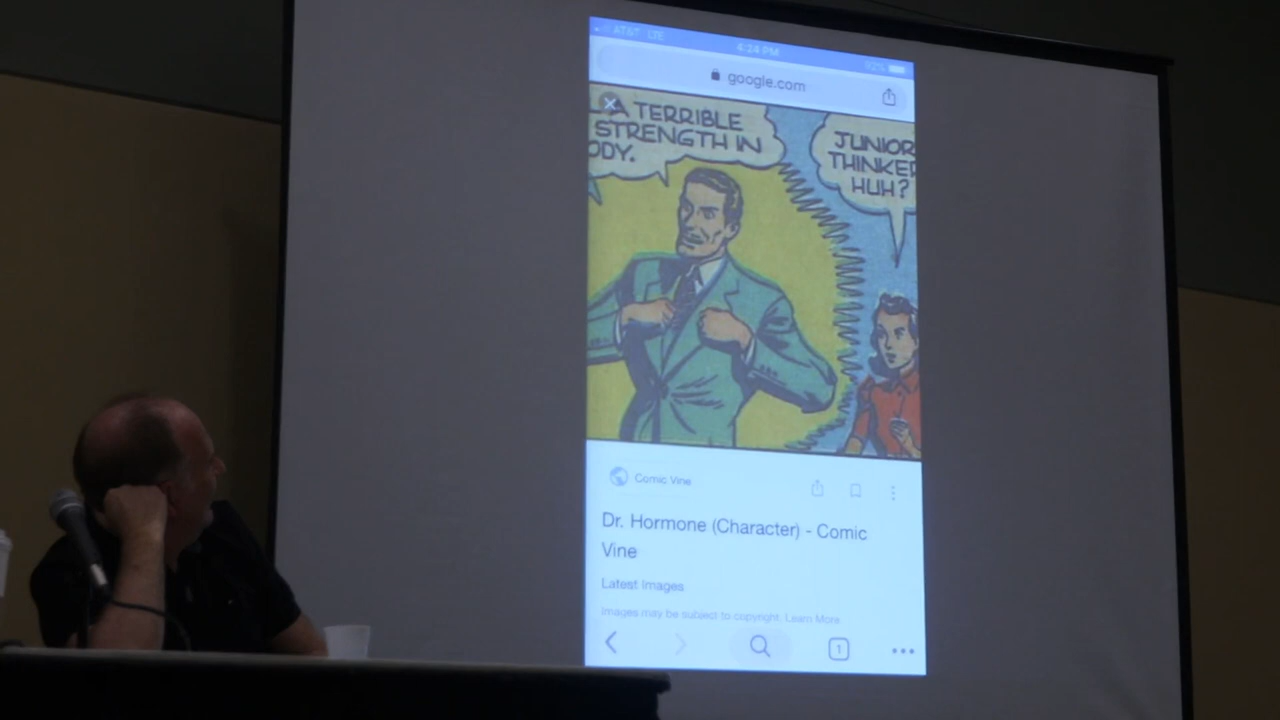 AT&T LTE
4:24 PM
google.com
A TERRIBLE
STRENGTH IN
ODY.
JUNIOR
THINKER
HUH?
Comic Vine
Dr. Hormone (Character) - Comic
Vine
Latest Images
Images may be subject to copyright. Learn More
1